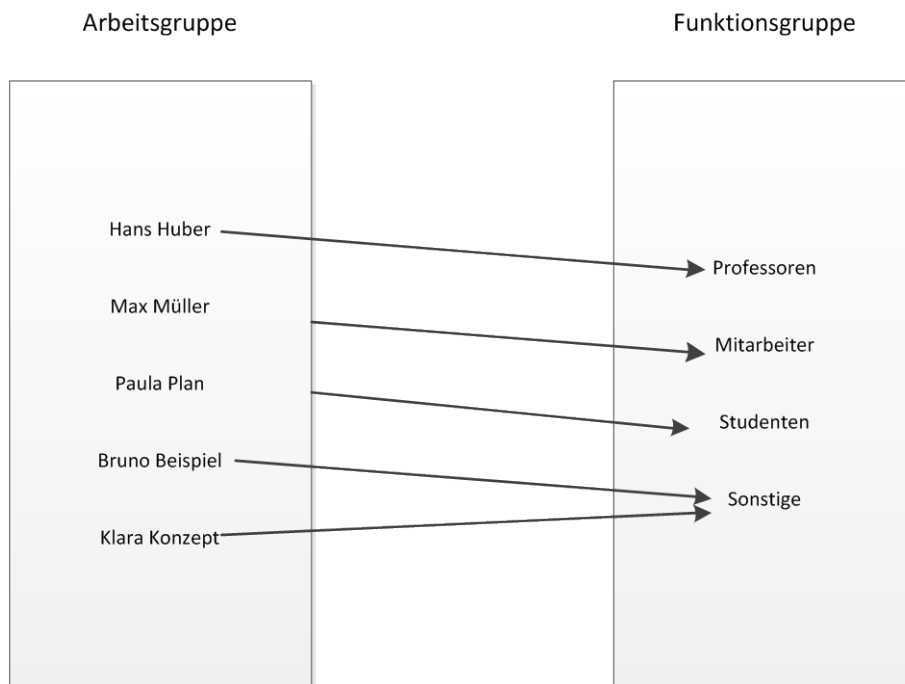 Arbeitsgruppe
Funktionsgruppe
Hans Huber
Max Müller
Paula Plan
Bruno Beispiel
Klara Konzept
Professoren
Mitarbeiter
Studenten
Sonstige